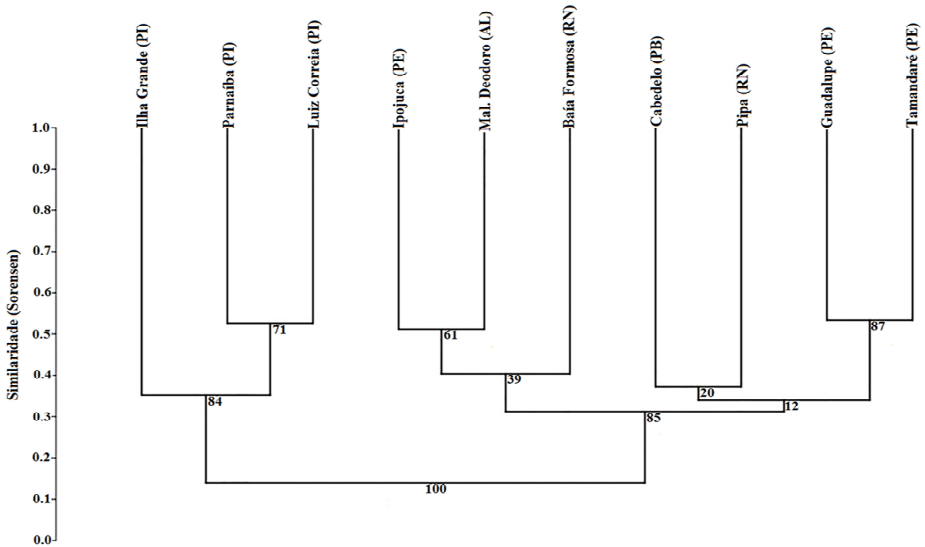 Ilha Grande (PI)
Parnaíba (PI)
Luiz Correia (PI)
Ipojuca (PE)
Mal. Deodoro (AL)
Baía Formosa (RN)
Cabedelo (PB)
Pipa (RN)
Guadalupe (PE)
Tamandaré (PE)
Similaridade (Sorensen)
1.0
0.9
0.8
0.7
0.6
0.5
0.4
0.3
0.2
0.1
0.0
71
61
87
39
20
84
12
85
100